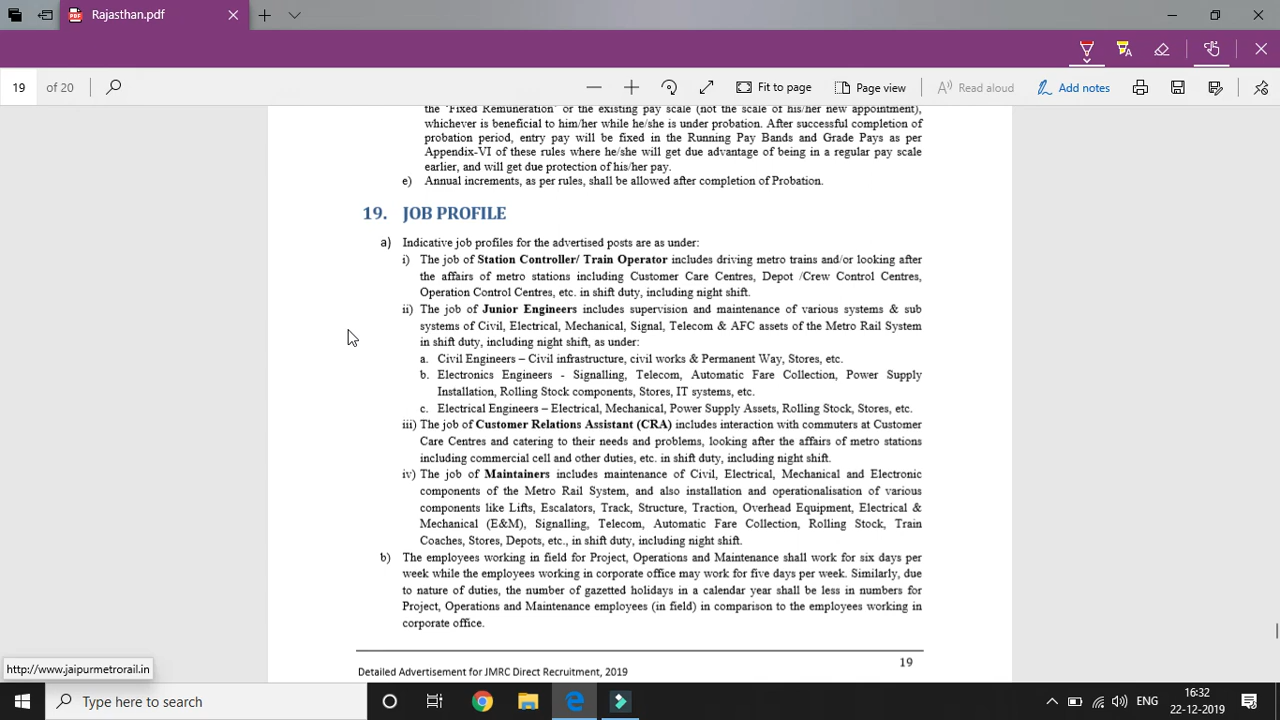 Rajasthan.pdf
19 of 20 Fit to page Page view Read aloud Add notes
the 'Fixed Remuneration' or the existing pay scale (not the scale of his/her new appointment),
whichever is beneficial to him/her while he/she is under probation. After successful completion of
probation period, entry pay will be fixed in the Running Pay Bands and Grade Pays as per
Appendix-VI of these rules where he/she will get due advantage of being in a regular pay scale
earlier, and will get due protection of his/her pay.
e) Annual increments, as per rules, shall be allowed after completion of Probation.
19. JOB PROFILE
a) Indicative job profiles for the advertised posts are as under:
i) The job of Station Controller/ Train Operator includes driving metro trains and/or looking after
the affairs of metro stations including Customer Care Centres, Depot /Crew Control Centres,
Operation Control Centres, etc. in shift duty, including night shift.
ii) The job of Junior Engineers includes supervision and maintenance of various systems & sub
systems of Civil, Electrical, Mechanical, Signal, Telecom & AFC assets of the Metro Rail System
in shift duty, including night shift, as under:
a. Civil Engineers – Civil infrastructure, civil works & Permanent Way, Stores, etc.
b. Electronics Engineers - Signalling, Telecom, Automatic Fare Collection, Power Supply
Installation, Rolling Stock components, Stores, IT systems, etc.
c. Electrical Engineers – Electrical, Mechanical, Power Supply Assets, Rolling Stock, Stores, etc.
iii) The job of Customer Relations Assistant (CRA) includes interaction with commuters at Customer
Care Centres and catering to their needs and problems, looking after the affairs of metro stations
including commercial cell and other duties, etc. in shift duty, including night shift.
iv) The job of Maintainers includes maintenance of Civil, Electrical, Mechanical and Electronic
components of the Metro Rail System, and also installation and operationalisation of various
components like Lifts, Escalators, Track, Structure, Traction, Overhead Equipment, Electrical &
Mechanical (E&M), Signalling, Telecom, Automatic Fare Collection, Rolling Stock, Train
Coaches, Stores, Depots, etc., in shift duty, including night shift.
b) The employees working in field for Project, Operations and Maintenance shall work for six days per
week while the employees working in corporate office may work for five days per week. Similarly, due
to nature of duties, the number of gazetted holidays in a calendar year shall be less in numbers for
Project, Operations and Maintenance employees (in field) in comparison to the employees working in
corporate office.
19
Detailed Advertisement for JMRC Direct Recruitment, 2019
http://www.jaipurmetrorail.in
Type here to search
ENG
16:32
22-12-2019